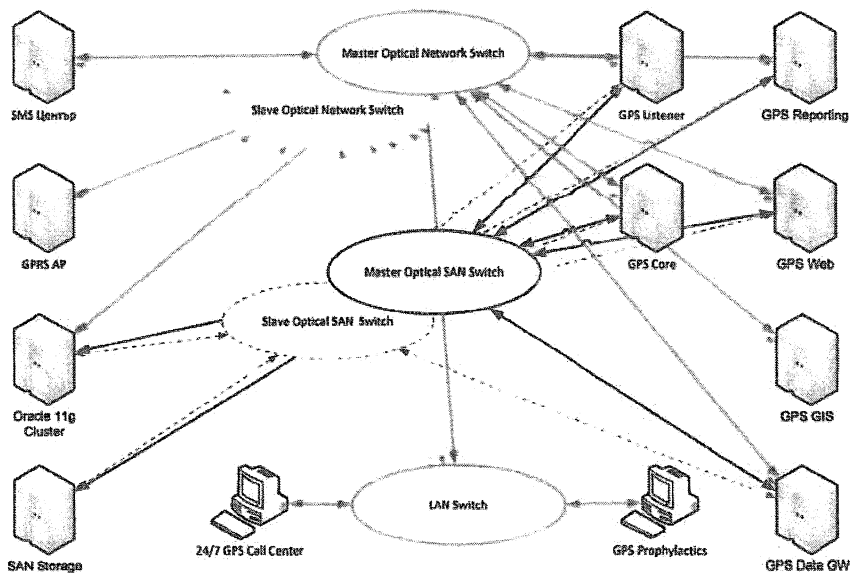 Master Optical Network Switch
SMS Център
Slave Optical Network Switch
GPS Listener
GPS Reporting
GPRS AP
Master Optical SAN Switch
GPS Core
GPS Web
Slave Optical SAN Switch
Oracle 11g
Cluster
GPS GIS
LAN Switch
SAN Storage
24/7 GPS Call Center
GPS Prophylactics
GPS Data GW